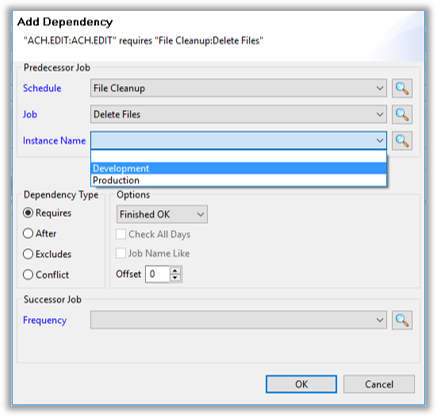 Add Dependency
"ACH.EDIT:ACH.EDIT" requires "File Cleanup:Delete Files"
Predecessor Job
Schedule File Cleanup
Job Delete Files
Instance Name
Development
Production
Dependency Type Options
Requires Finished OK
After Check All Days
Excludes Job Name Like
Conflict Offset 0
Successor Job
Frequency
OK Cancel